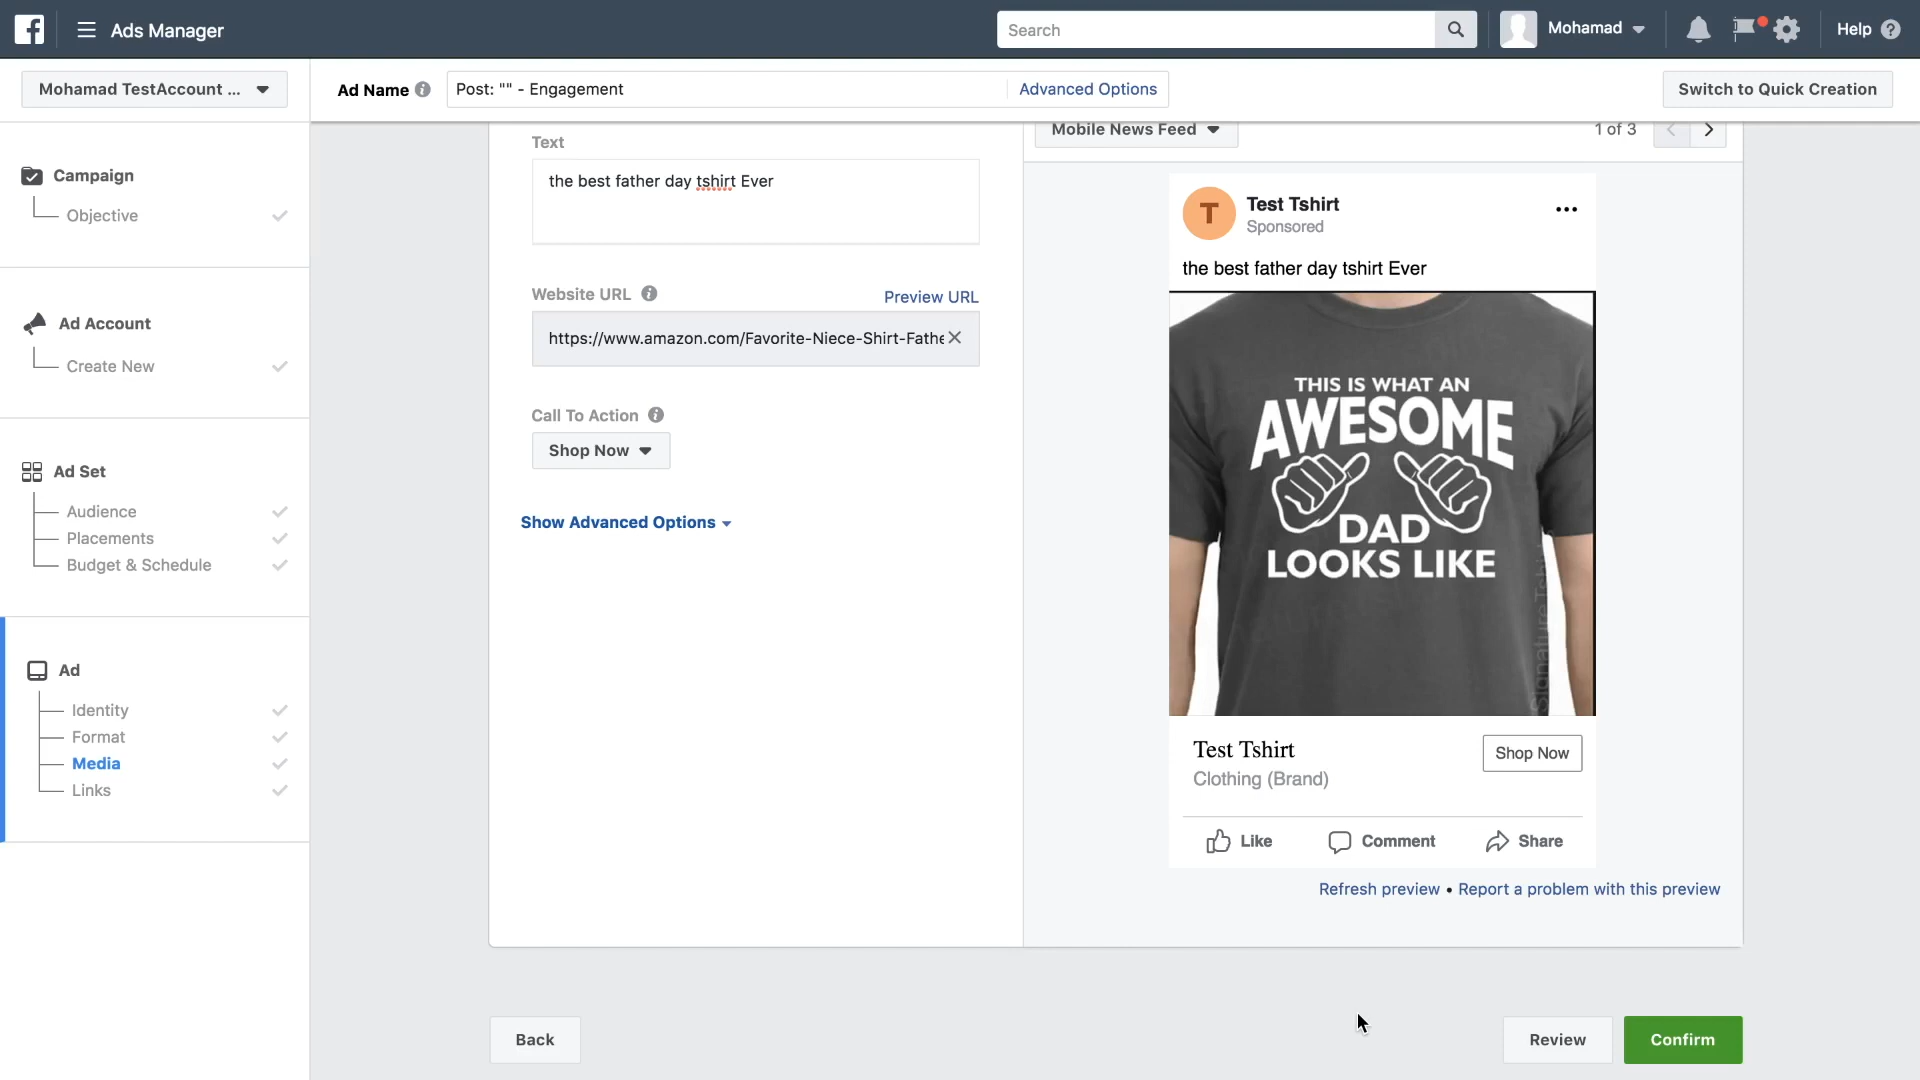 Ads Manager
Search
Mohamad
Help
Mohamad TestAccount ...
Ad Name
Post: "" - Engagement
Advanced Options
Switch to Quick Creation
Campaign
Objective
Ad Account
Create New
Ad Set
Audience
Placements
Budget & Schedule
Ad
Identity
Format
Media
Links
Text
the best father day tshirt Ever
Website URL
Preview URL
https://www.amazon.com/Favorite-Niece-Shirt-Fathe
Call To Action
Shop Now
Show Advanced Options
Mobile News Feed
1 of 3
T
Test Tshirt
Sponsored
the best father day tshirt Ever
THIS IS WHAT AN
AWESOME
DAD
LOOKS LIKE
Test Tshirt
Clothing (Brand)
Shop Now
Like
Comment
Share
Refresh preview • Report a problem with this preview
Back
Review
Confirm